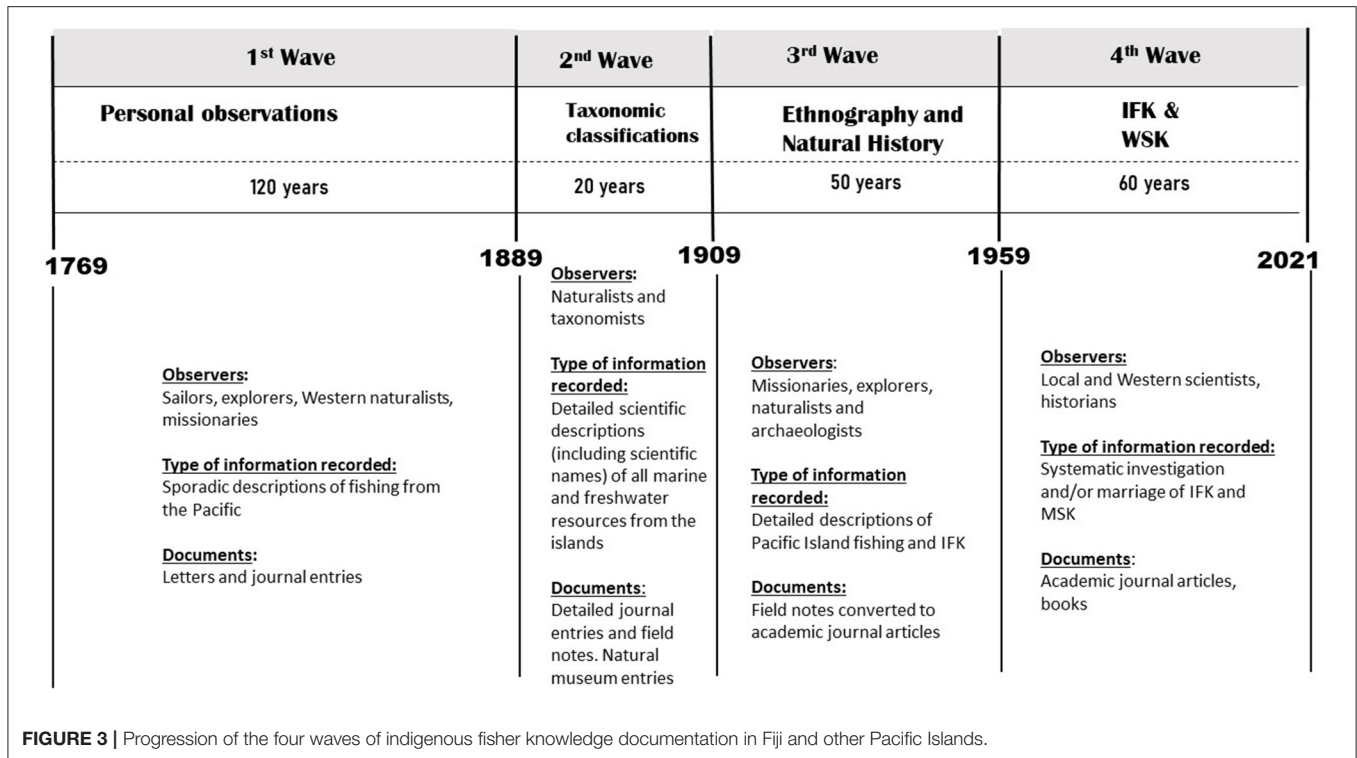 1st Wave
2nd Wave
3rd Wave
4th Wave
Personal observations
Taxonomic
classifications
Ethnography and
Natural History
IFK &
WSK
120 years
20 years
50 years
60 years
1769
1889
1909
1959
2021
Observers:
Sailors, explorers, Western naturalists,
missionaries
Type of information recorded:
Sporadic descriptions of fishing from
the Pacific
Documents:
Letters and journal entries
Observers:
Naturalists and
taxonomists
Type of information
recorded:
Detailed scientific
descriptions
(including scientific
names) of all marine
and freshwater
resources from the
islands
Documents:
Detailed journal
entries and field
notes. Natural
museum entries
Observers:
Missionaries, explorers,
naturalists and
archaeologists
Type of information
recorded:
Detailed descriptions of
Pacific Island fishing and IFK
Documents:
Field notes converted to
academic journal articles
Observers:
Local and Western scientists,
historians
Type of information recorded:
Systematic investigation
and/or marriage of IFK and
MSK
Documents:
Academic journal articles,
books
FIGURE 3 | Progression of the four waves of indigenous fisher knowledge documentation in Fiji and other Pacific Islands.